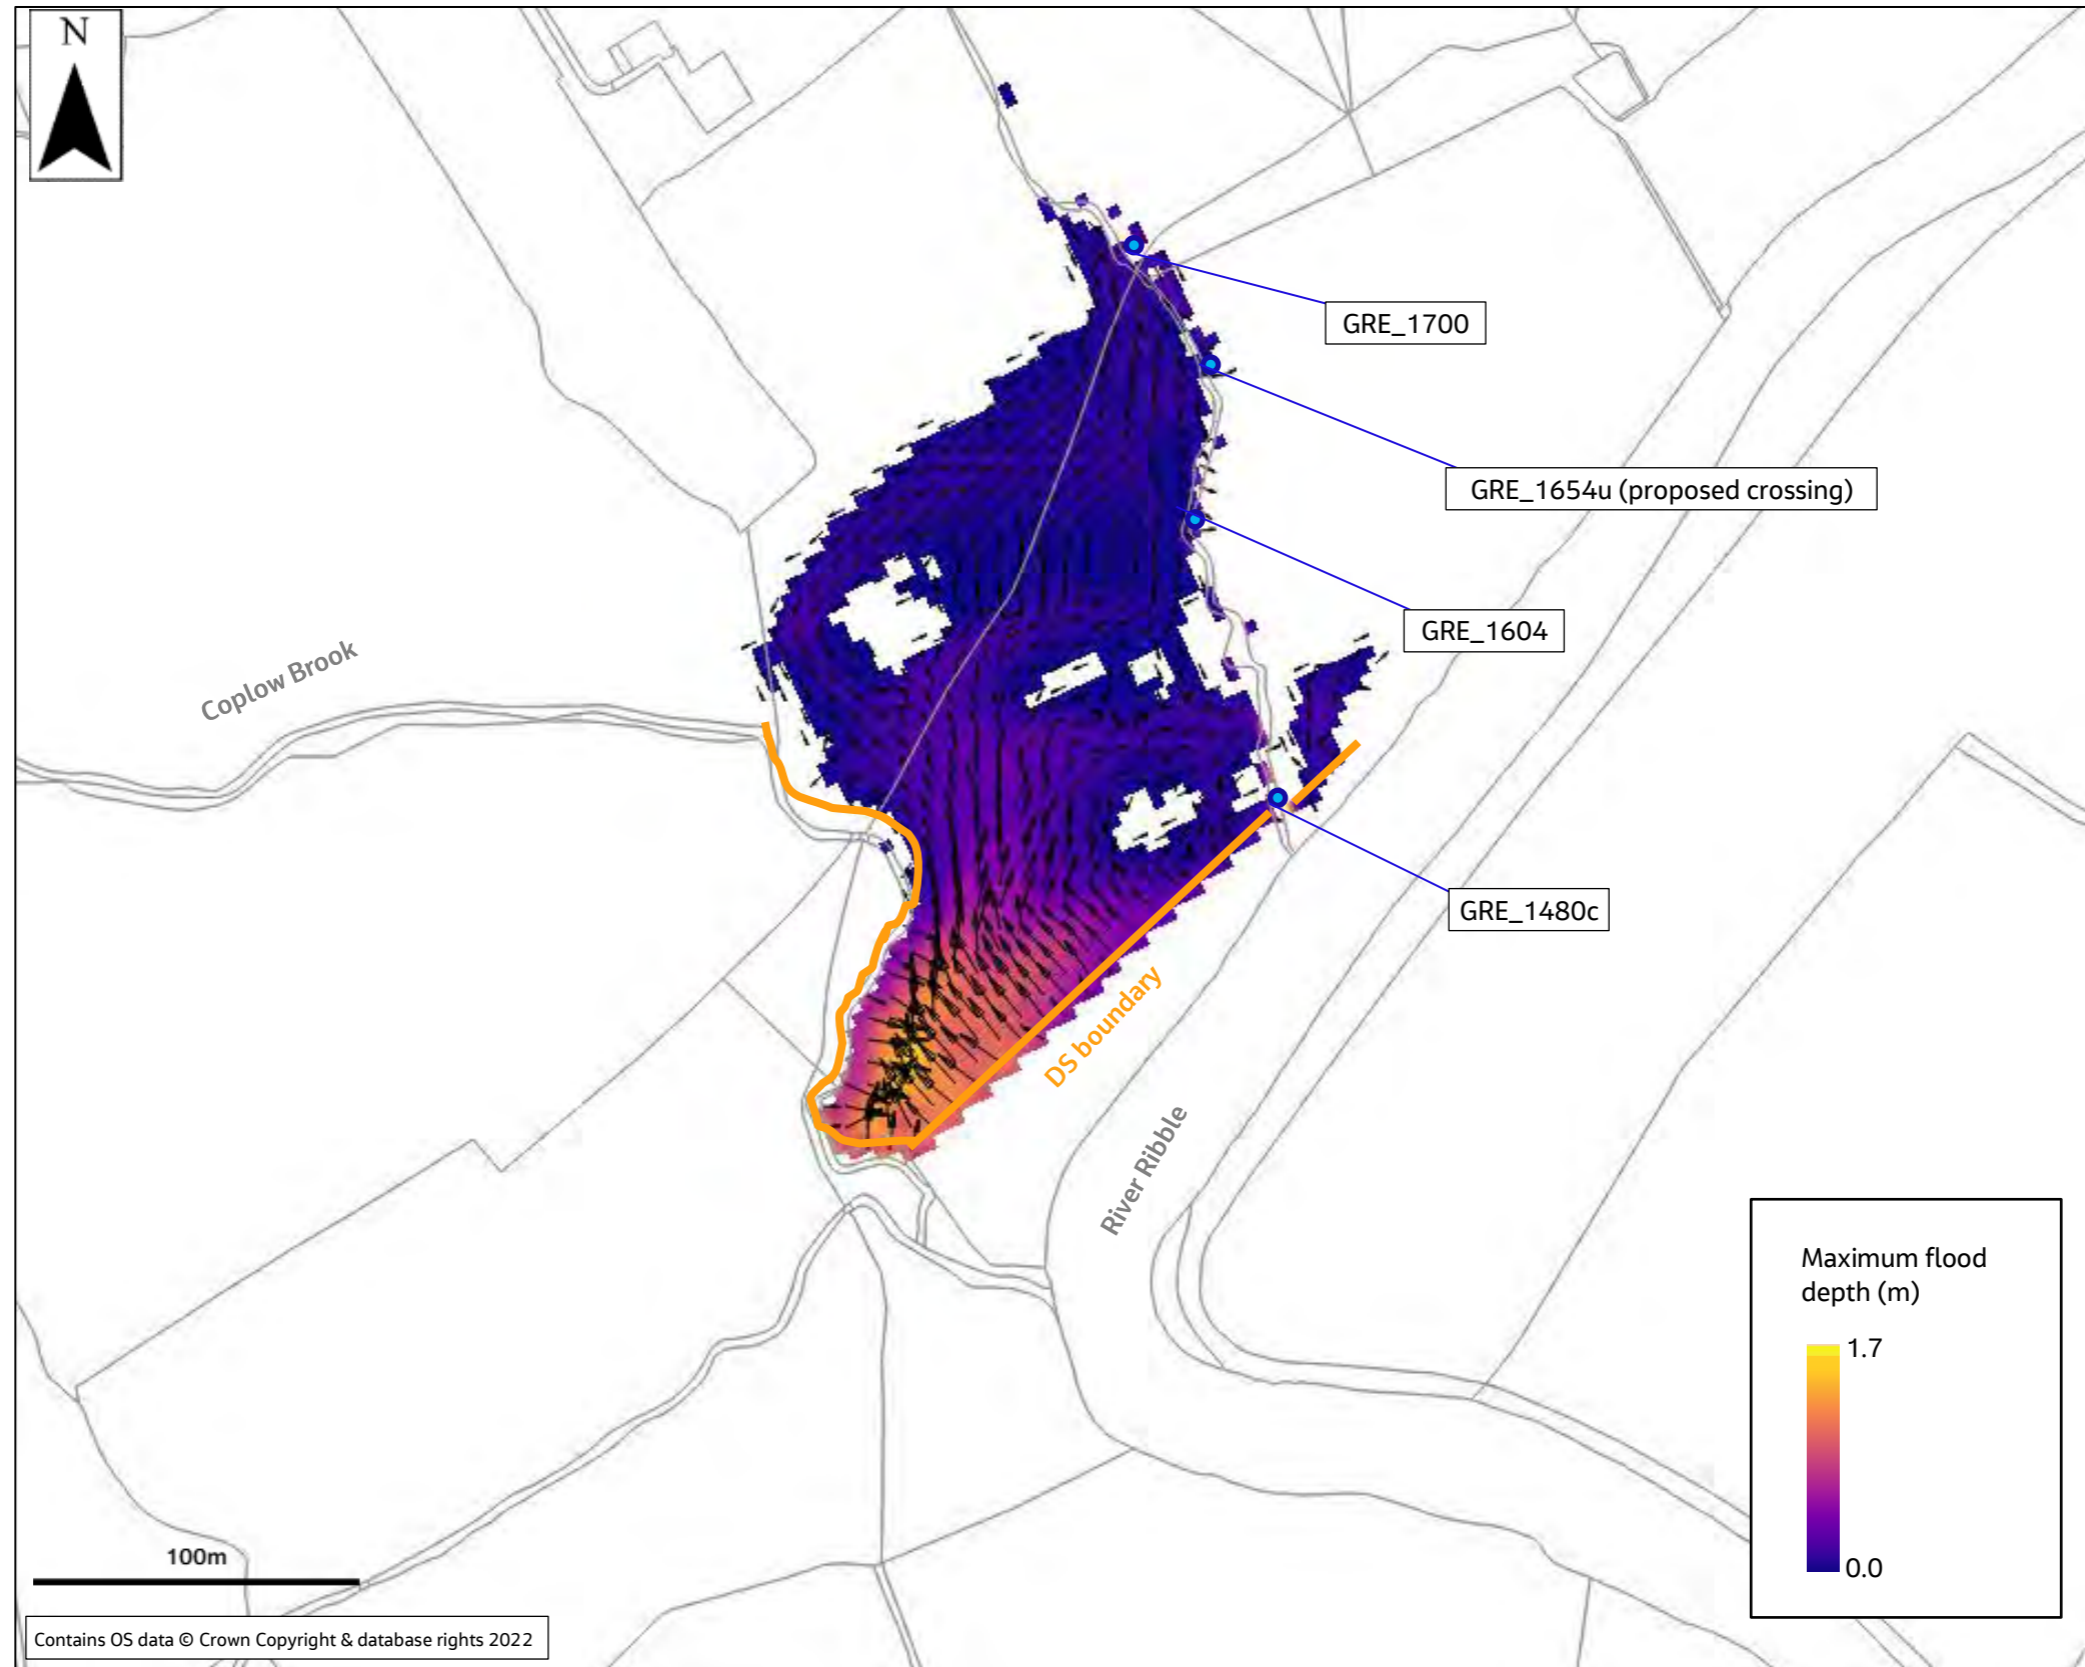 N
GRE_1700
GRE_1654u (proposed crossing)
GRE_1604
Coplow Brook
GRE_1480c
DS boundary
River Ribble
Maximum flood
depth (m)
1.7
0.0
100m
Contains OS data © Crown Copyright & database rights 2022